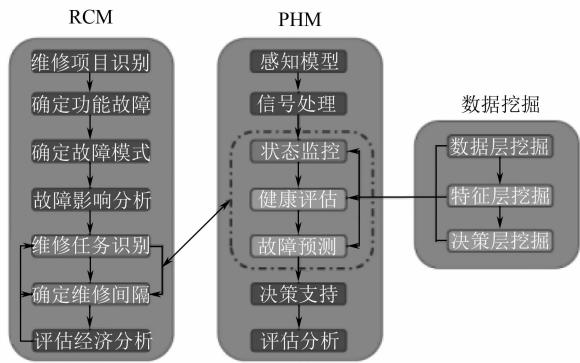 RCM
维修项目识别
确定功能故障
确定故障模式
故障影响分析
维修任务识别
确定维修间隔
评估经济分析
PHM
感知模型
信号处理
状态监控
健康评估
故障预测
决策支持
评估分析
数据挖掘
数据层挖掘
特征层挖掘
决策层挖掘